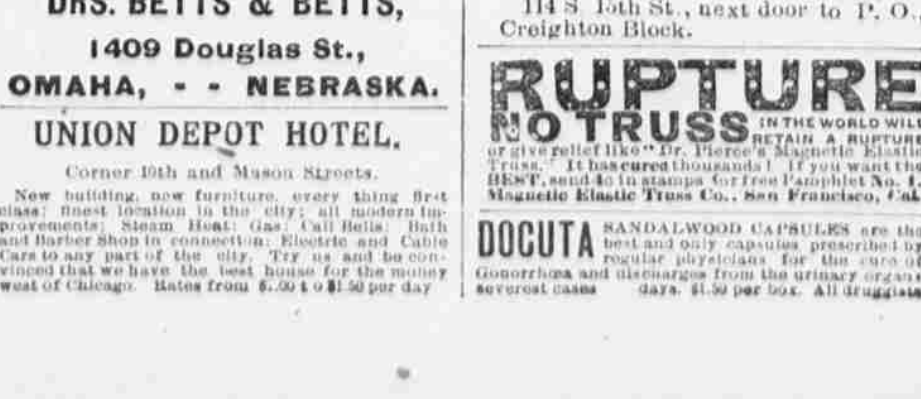 DRS. BETTS & BETTS,
1409 Douglas St.,
OMAHA, - - NEBRASKA.
UNION DEPOT HOTEL.
Corner 10th and Mason Streets.
New building, new furniture, every thing first
class; finest location in the city; all modern im-
provements; Steam Heat; Gas; Call Bells; Bath
and Barber Shop in connection; Electric and Cable
Cars to any part of the city. Try us and be con-
vinced that we have the best house for the money
west of Chicago. Rates from to $1.50 per day
114 S. 15th St., next door to P. O.,
Creighton Block.
RUPTURE
NO TRUSS IN THE WORLD WILL
RETAIN A RUPTURE
or give relief like "Dr. Pierce's Magnetic Elastic
Truss." It has cured thousands! If you want the
BEST, send 4c in stamps for free Pamphlet No. 1.
Magnetic Elastic Truss Co., San Francisco, Cal
DOCUTA SANDALWOOD CAPSULES are the
best and only capsules prescribed by
regular physicians for the cure of
Gonorrhœa and discharges from the urinary organs
severest cases days. $1.50 per box. All druggists